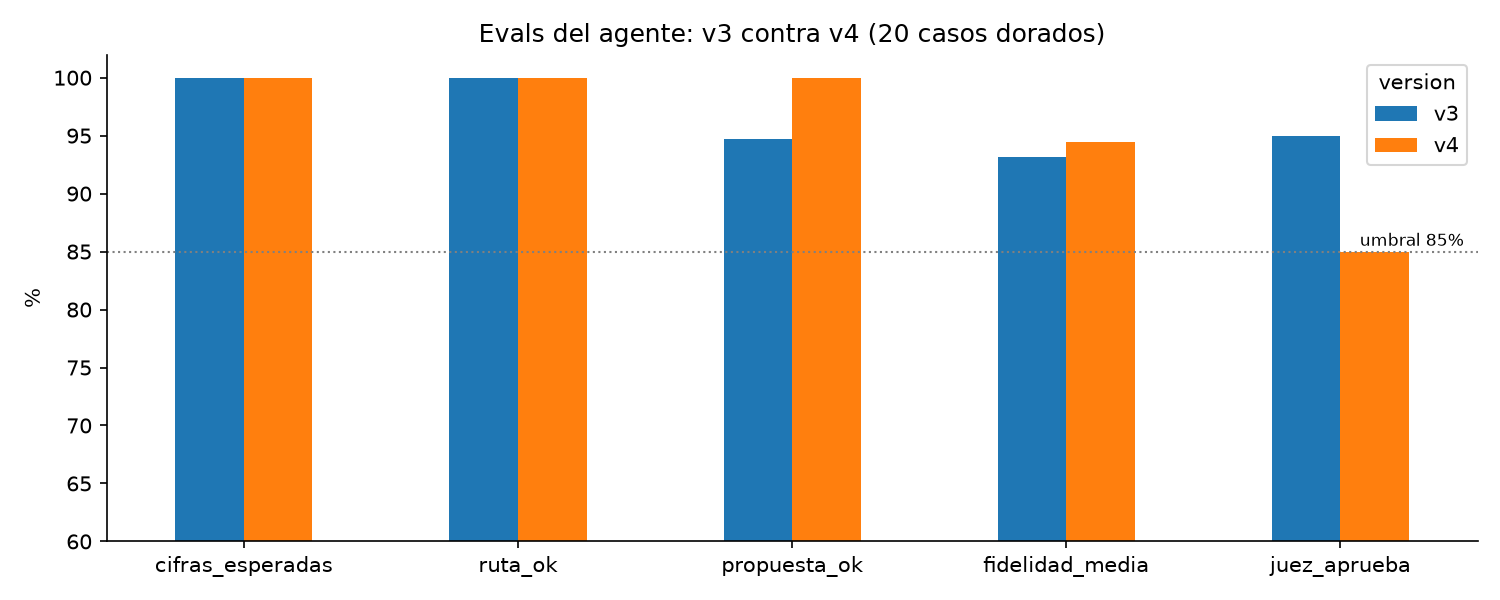 Evals del agente: v3 contra v4 (20 casos dorados)
version
v3
v4
100
95
90
85
80
75
70
65
60
%
umbral 85%
cifras_esperadas
ruta_ok
propuesta_ok
fidelidad_media
juez_aprueba